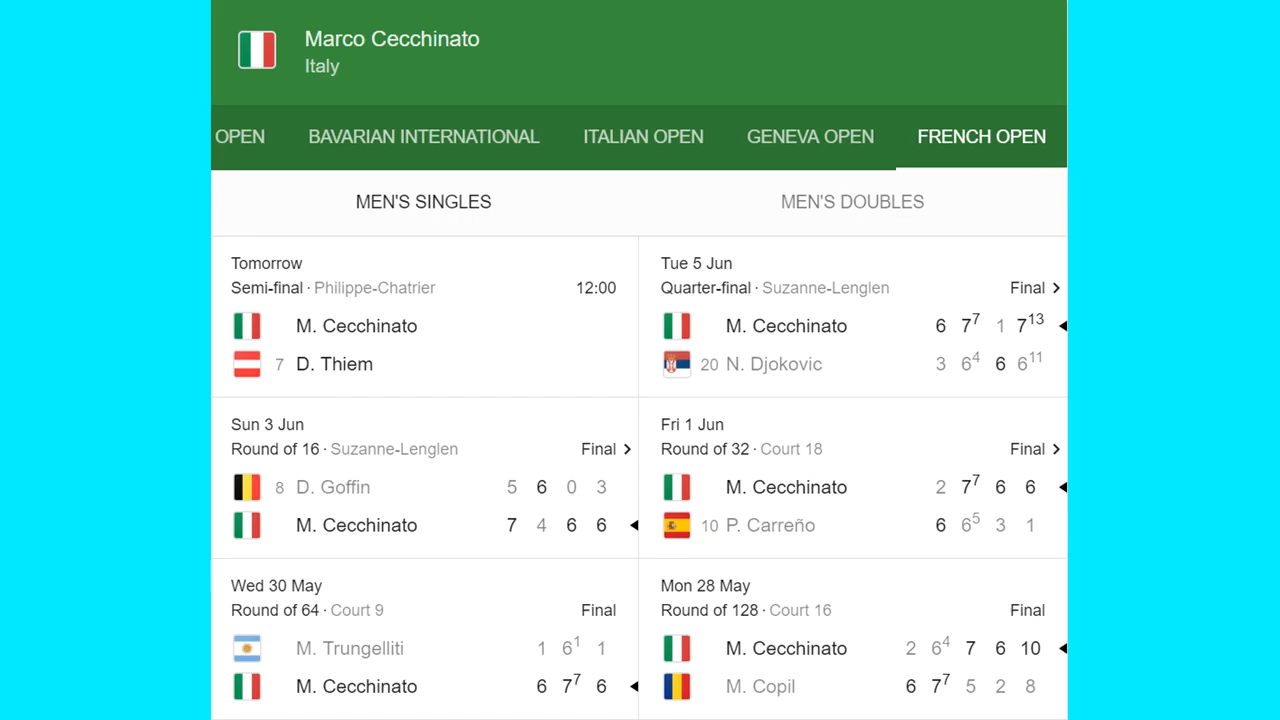 Marco Cecchinato
Italy
OPEN BAVARIAN INTERNATIONAL ITALIAN OPEN GENEVA OPEN FRENCH OPEN
MEN'S SINGLES MEN'S DOUBLES
Tomorrow
Semi-final · Philippe-Chatrier 12:00
M. Cecchinato
7 D. Thiem
Tue 5 Jun
Quarter-final · Suzanne-Lenglen Final
M. Cecchinato 6 7⁷ 1 7¹³
20 N. Djokovic 3 6⁴ 6 6¹¹
Sun 3 Jun
Round of 16 · Suzanne-Lenglen Final
8 D. Goffin 5 6 0 3
M. Cecchinato 7 4 6 6
Fri 1 Jun
Round of 32 · Court 18 Final
M. Cecchinato 2 7⁷ 6 6
10 P. Carreño 6 6⁵ 3 1
Wed 30 May
Round of 64 · Court 9 Final
M. Trungelliti 1 6¹ 1
M. Cecchinato 6 7⁷ 6
Mon 28 May
Round of 128 · Court 16 Final
M. Cecchinato 2 6⁴ 7 6 10
M. Copil 6 7⁷ 5 2 8